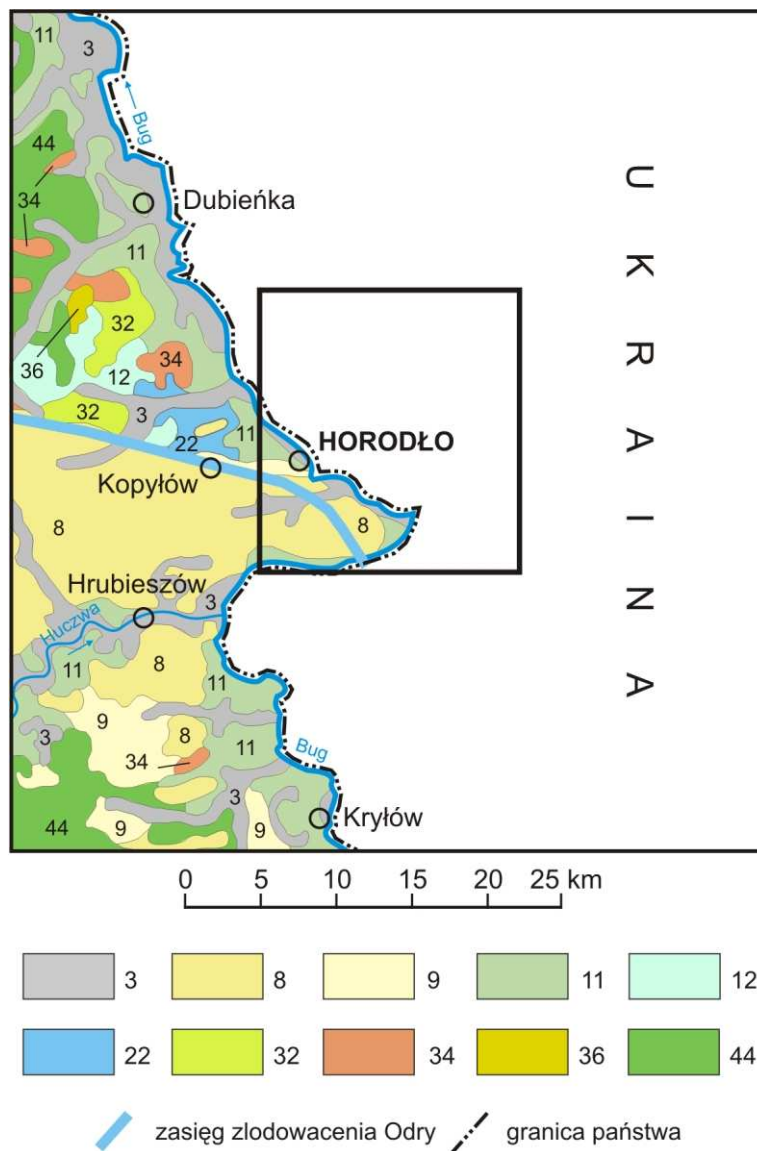 11
3
Bug
44
34
Dubieńka
11
32
36
12
34
32
3
22
11
HORODŁO
Kopyłów
8
8
Hrubieszów
3
Huczwa
11
8
11
9
8
3
34
11
Bug
3
Kryłów
44
9
9
UKRAINA
0 5 10 15 20 25 km
3 8 9 11 12
22 32 34 36 44
zasięg zlodowacenia Odry granica państwa